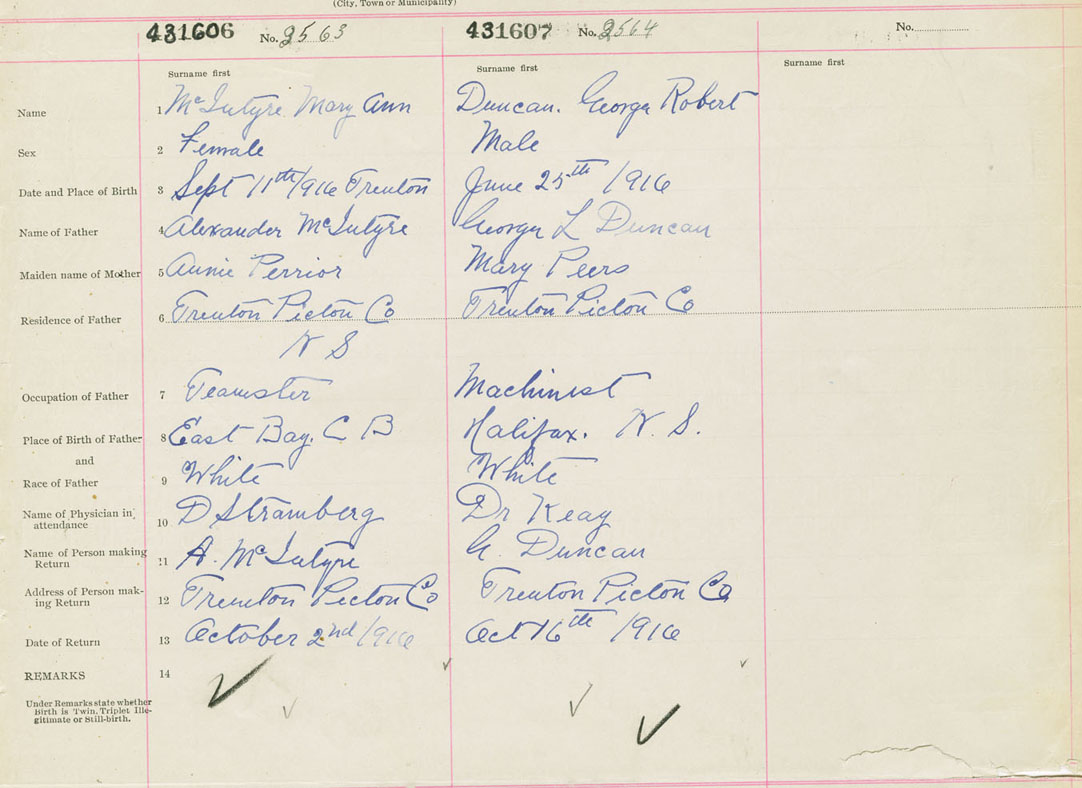 (City, Town or Municipality)
431606 No. 2563 431607 No. 2564 No.
Surname first Surname first Surname first
Name 1 McIntyre Mary Ann Duncan. George Robert
Sex 2 Female Male
Date and Place of Birth 3 Sept 11th/1916 Trenton June 25th /1916
Name of Father 4 Alexander McIntyre George L Duncan
Maiden name of Mother 5 Annie Perrior Mary Peers
Residence of Father 6 Trenton Picton Co Trenton Picton Co
N S
Occupation of Father 7 Teamster Machinist
Place of Birth of Father 8 East Bay. C B Halifax. N. S.
and
Race of Father 9 White White
Name of Physician in
attendance 10 D Stramberg Dr Keay
Name of Person making
Return 11 A. McIntyre G. Duncan
Address of Person mak-
ing Return 12 Trenton Picton Co Trenton Picton Co
Date of Return 13 October 2nd/1916 Oct 16th /1916
REMARKS 14
Under Remarks state whether
Birth is Twin, Triplet Ille-
gitimate or Still-birth.